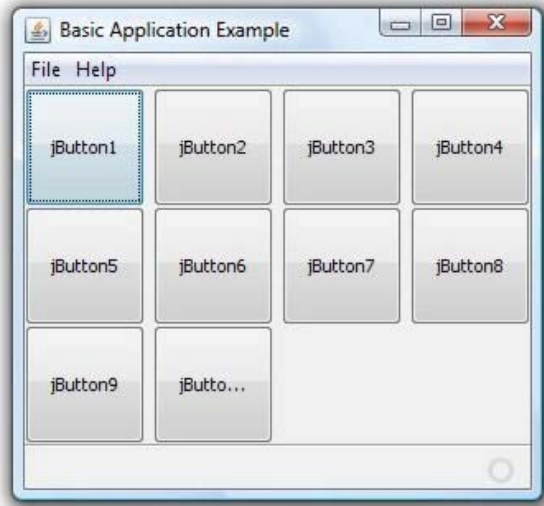 Basic Application Example
File Help
jButton1 jButton2 jButton3 jButton4
jButton5 jButton6 jButton7 jButton8
jButton9 jButto...